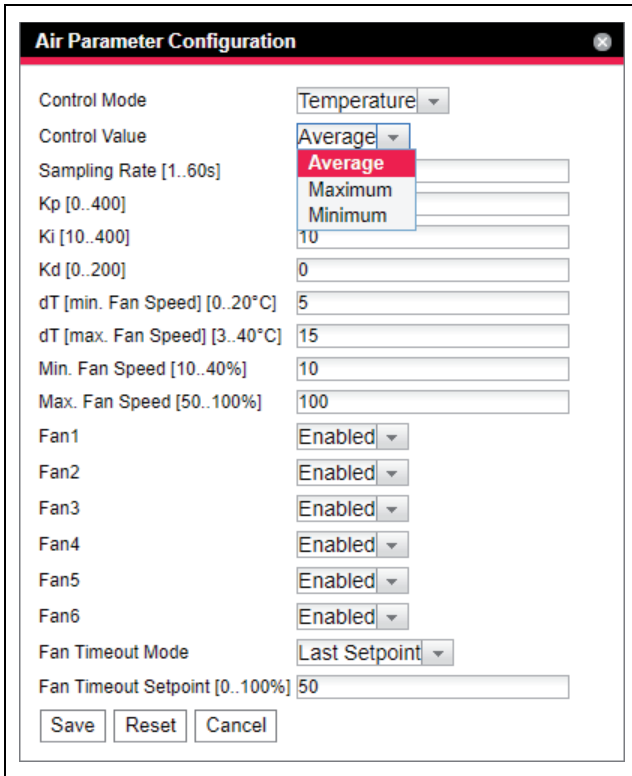 Air Parameter Configuration
Control Mode Temperature
Control Value Average
Average
Sampling Rate [1..60s]
Maximum
Kp [0..400]
Minimum
Ki [10..400] 10
Kd [0..200] 0
dT [min. Fan Speed] [0..20°C] 5
dT [max. Fan Speed] [3..40°C] 15
Min. Fan Speed [10..40%] 10
Max. Fan Speed [50..100%] 100
Fan1 Enabled
Fan2 Enabled
Fan3 Enabled
Fan4 Enabled
Fan5 Enabled
Fan6 Enabled
Fan Timeout Mode Last Setpoint
Fan Timeout Setpoint [0..100%] 50
Save Reset Cancel